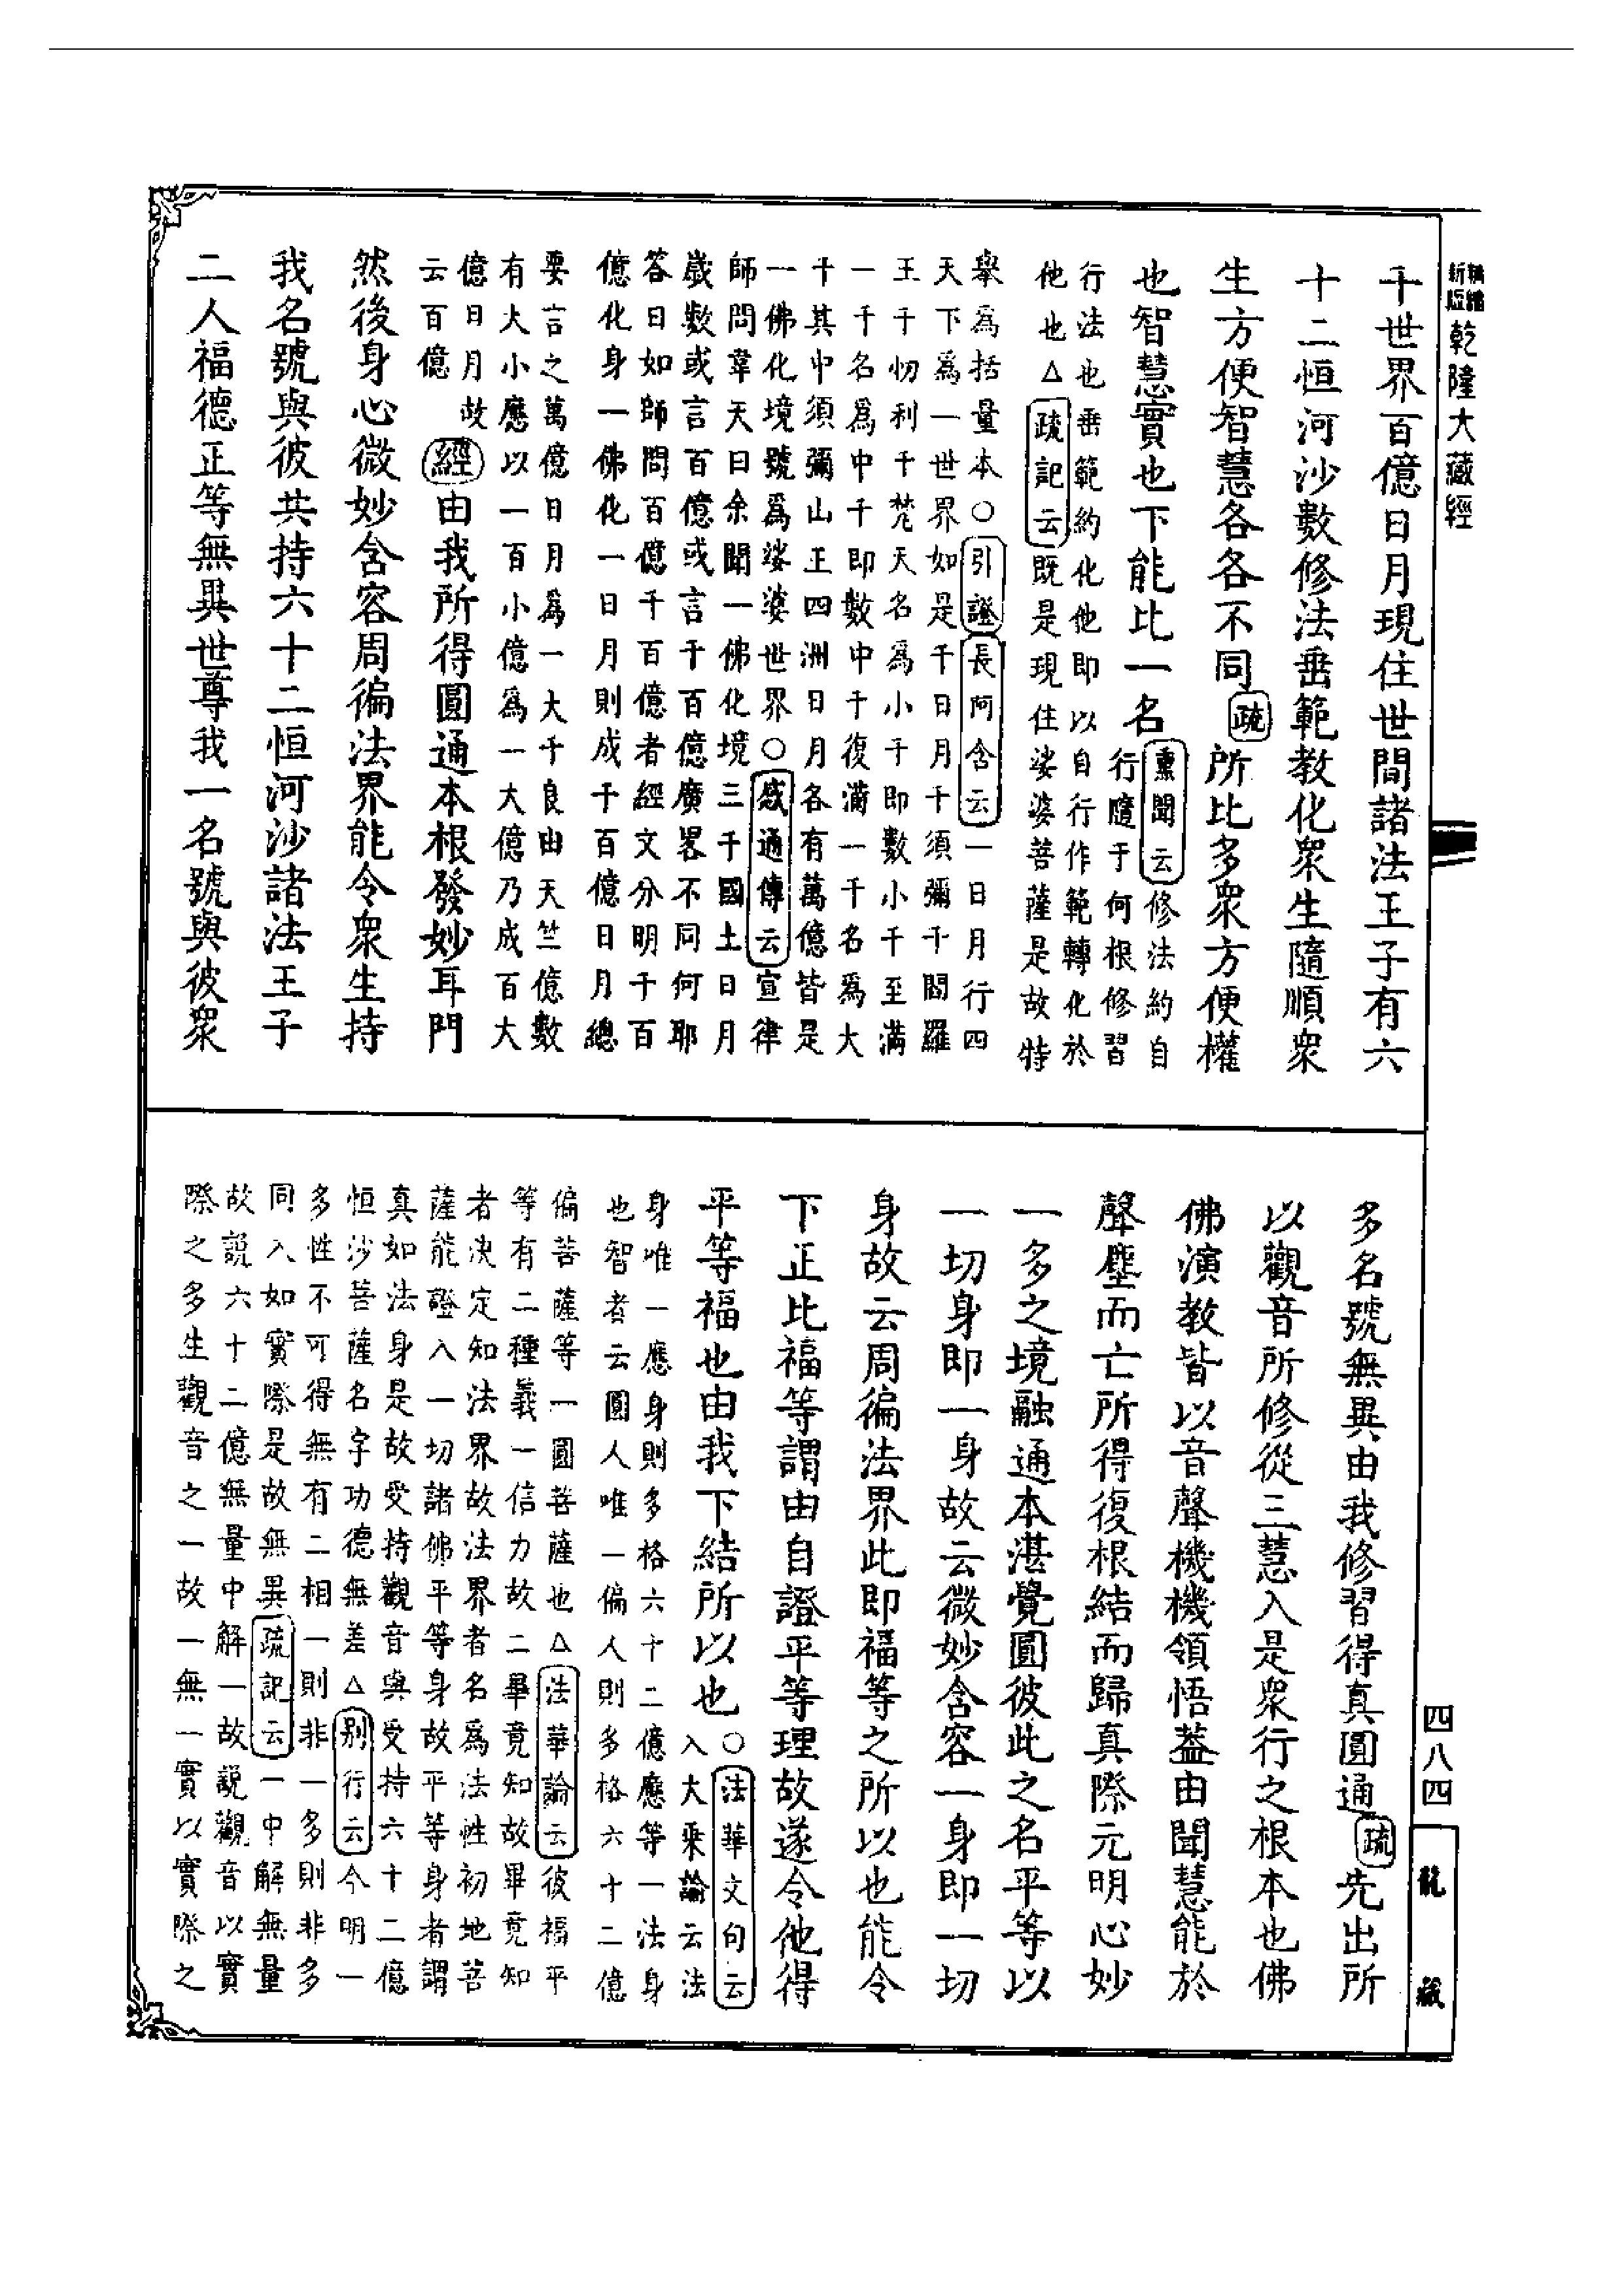 新版
精縮
乾隆大藏經
千世界百億日月現住世間諸法王子有六
十二恒河沙數修法垂範教化衆生隨順衆
生方便智慧各各不同疏所比多衆方便權
也智慧實也下能比一名
熏聞云修法約自
行隨于何根修習
行法也垂範約化他即以自行作範轉化於
他也△疏記云既是現住娑婆菩薩是故特
舉爲括量本○引證長阿含云一日月行四
天下爲一世界如是千日月千須彌千閻羅
王千忉利千梵天名爲小千即數小千至滿
一千名爲中千即數中千復滿一千名爲大
千其中須彌山王四洲日月各有萬億皆是
一佛化境號爲娑婆世界○感通傳云宣律
師問韋天曰余聞一佛化境三千國土日月
歲數或言百億或言千百億廣畧不同何耶
答曰如師問百億千百億者經文分明千百
億化身一佛化一日月則成千百億日月總
要言之萬億日月爲一大千良由天竺億數
有大小應以一百小億爲一大億乃成百大
億日月故
云百億
經由我所得圓通本根發妙耳門
然後身心微妙含容周徧法界能令衆生持
我名號與彼共持六十二恒河沙諸法王子
二人福德正等無異世尊我一名號與彼衆
多名號無異由我修習得真圓通疏先出所
以觀音所修從三慧入是衆行之根本也佛
佛演教皆以音聲機機領悟葢由聞慧能於
聲塵而亡所得復根結而歸真際元明心妙
一多之境融通本湛覺圓彼此之名平等以
一切身即一身故云微妙含容一身即一切
身故云周徧法界此即福等之所以也能令
下正比福等謂由自證平等理故遂令他得
平等福也由我下結所以也
○法華文句云
入大乘論云法
身唯一應身則多格六十二億應等一法身
也智者云圓人唯一偏人則多格六十二億
偏菩薩等一圓菩薩也△法華論云彼福平
等有二種義一信力故二畢竟知故畢竟知
者決定知法界故法界者名爲法性初地菩
薩能證入一切諸佛平等身故平等身者謂
真如法身是故受持觀音與受持六十二億
恒沙菩薩名字功德無差△别行云今明一
多性不可得無有二相一則非一多則非多
同入如實際是故無異疏記云一中解無量
故說六十二億無量中解一故說觀音以實
際之多生觀音之一故一無一實以實際之
四八四
龍藏